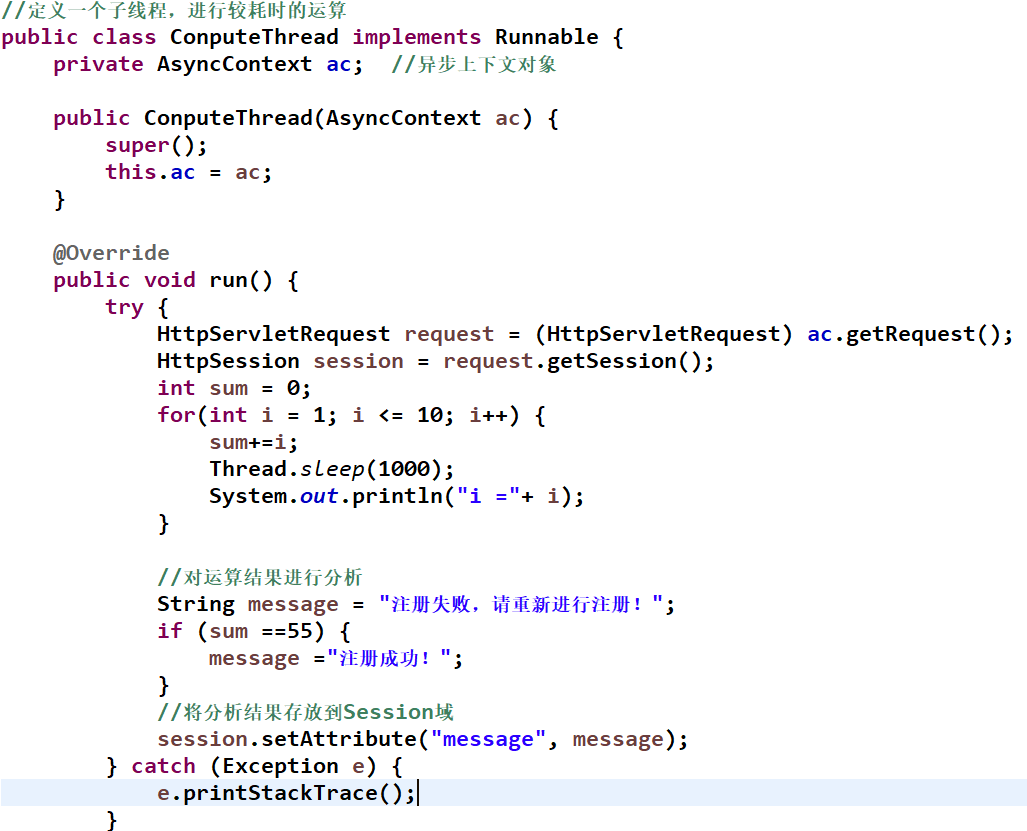 //定义一个子线程，进行较耗时的运算
public class ConputeThread implements Runnable {
    private AsyncContext ac;  //异步上下文对象
    public ConputeThread(AsyncContext ac) {
        super();
        this.ac = ac;
    }
    @Override
    public void run() {
        try {
            HttpServletRequest request = (HttpServletRequest) ac.getRequest();
            HttpSession session = request.getSession();
            int sum = 0;
            for(int i = 1; i <= 10; i++) {
                sum+=i;
                Thread.sleep(1000);
                System.out.println("i ="+ i);
            }
            //对运算结果进行分析
            String message = "注册失败，请重新进行注册！";
            if (sum ==55) {
                message ="注册成功！";
            }
            //将分析结果存放到Session域
            session.setAttribute("message", message);
        } catch (Exception e) {
            e.printStackTrace();
        }